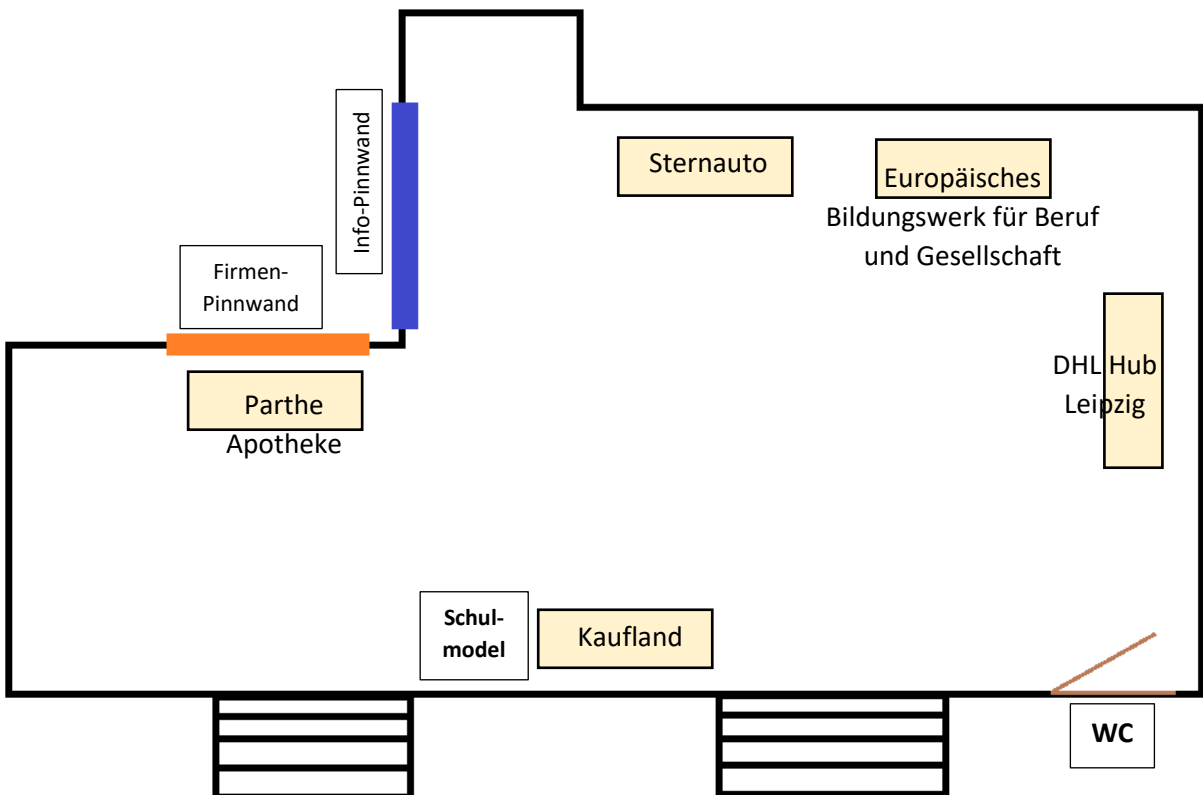 Info-Pinnwand
Sternauto
Europäisches
Bildungswerk für Beruf
und Gesellschaft
Firmen-
Pinnwand
DHL Hub
Leipzig
Parthe
Apotheke
Schul-
model
Kaufland
WC